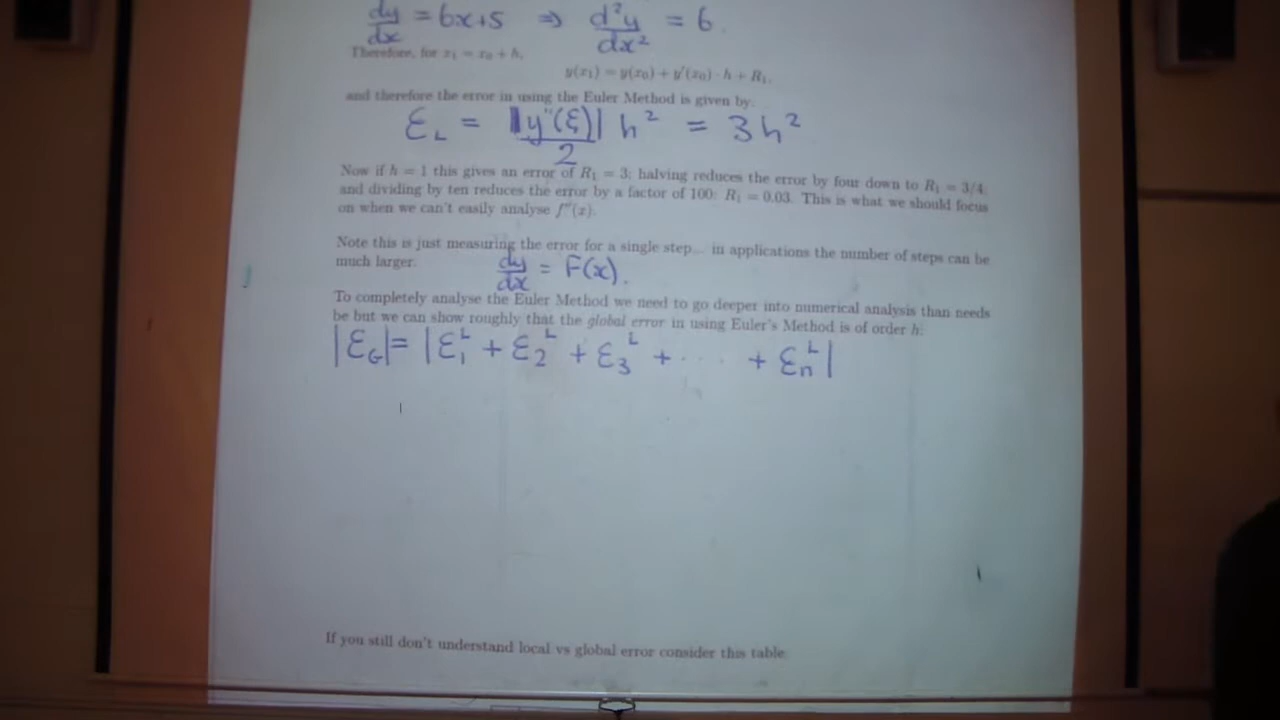 dy/dx = 6x+5 ⇒ d²y/dx² = 6.
Therefore, for x₁ = x₀ + h,
y(x₁) = y(x₀) + y′(x₀) · h + R₁,
and therefore the error in using the Euler Method is given by:
ε_L = |y″(ξ)|/2 h² = 3h²
Now if h = 1 this gives an error of R₁ = 3; halving reduces the error by four down to R₁ = 3/4
and dividing by ten reduces the error by a factor of 100: R₁ = 0.03. This is what we should focus
on when we can't easily analyse f″(x).
Note this is just measuring the error for a single step... in applications the number of steps can be
much larger.
dy/dx = F(x).
To completely analyse the Euler Method we need to go deeper into numerical analysis than needs
be but we can show roughly that the global error in using Euler's Method is of order h:
|ε_G| = |ε₁ᴸ + ε₂ᴸ + ε₃ᴸ + ···· + εₙᴸ|
If you still don't understand local vs global error consider this table: